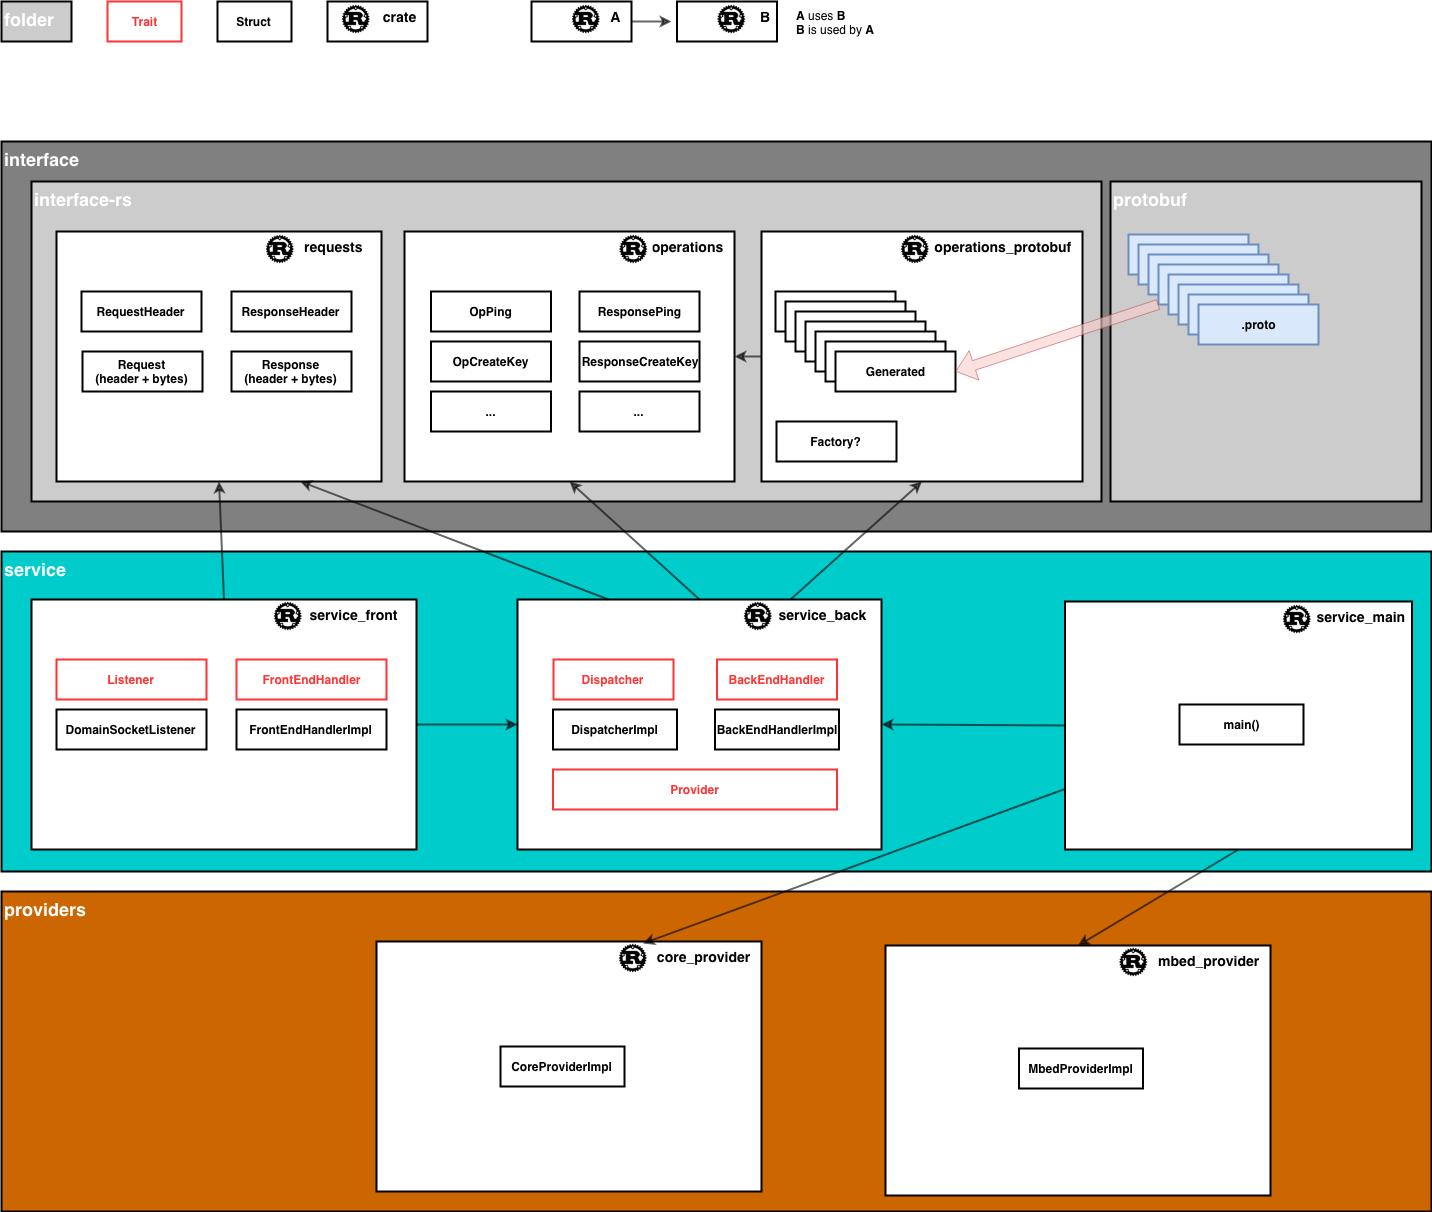 folder
Trait
Struct
crate
A
B
A uses B
B is used by A
interface
interface-rs
protobuf
requests
RequestHeader
ResponseHeader
Request
(header + bytes)
Response
(header + bytes)
operations
OpPing
ResponsePing
OpCreateKey
ResponseCreateKey
...
...
operations_protobuf
Generated
Factory?
.proto
service
service_front
Listener
FrontEndHandler
DomainSocketListener
FrontEndHandlerImpl
service_back
Dispatcher
BackEndHandler
DispatcherImpl
BackEndHandlerImpl
Provider
service_main
main()
providers
core_provider
CoreProviderImpl
mbed_provider
MbedProviderImpl